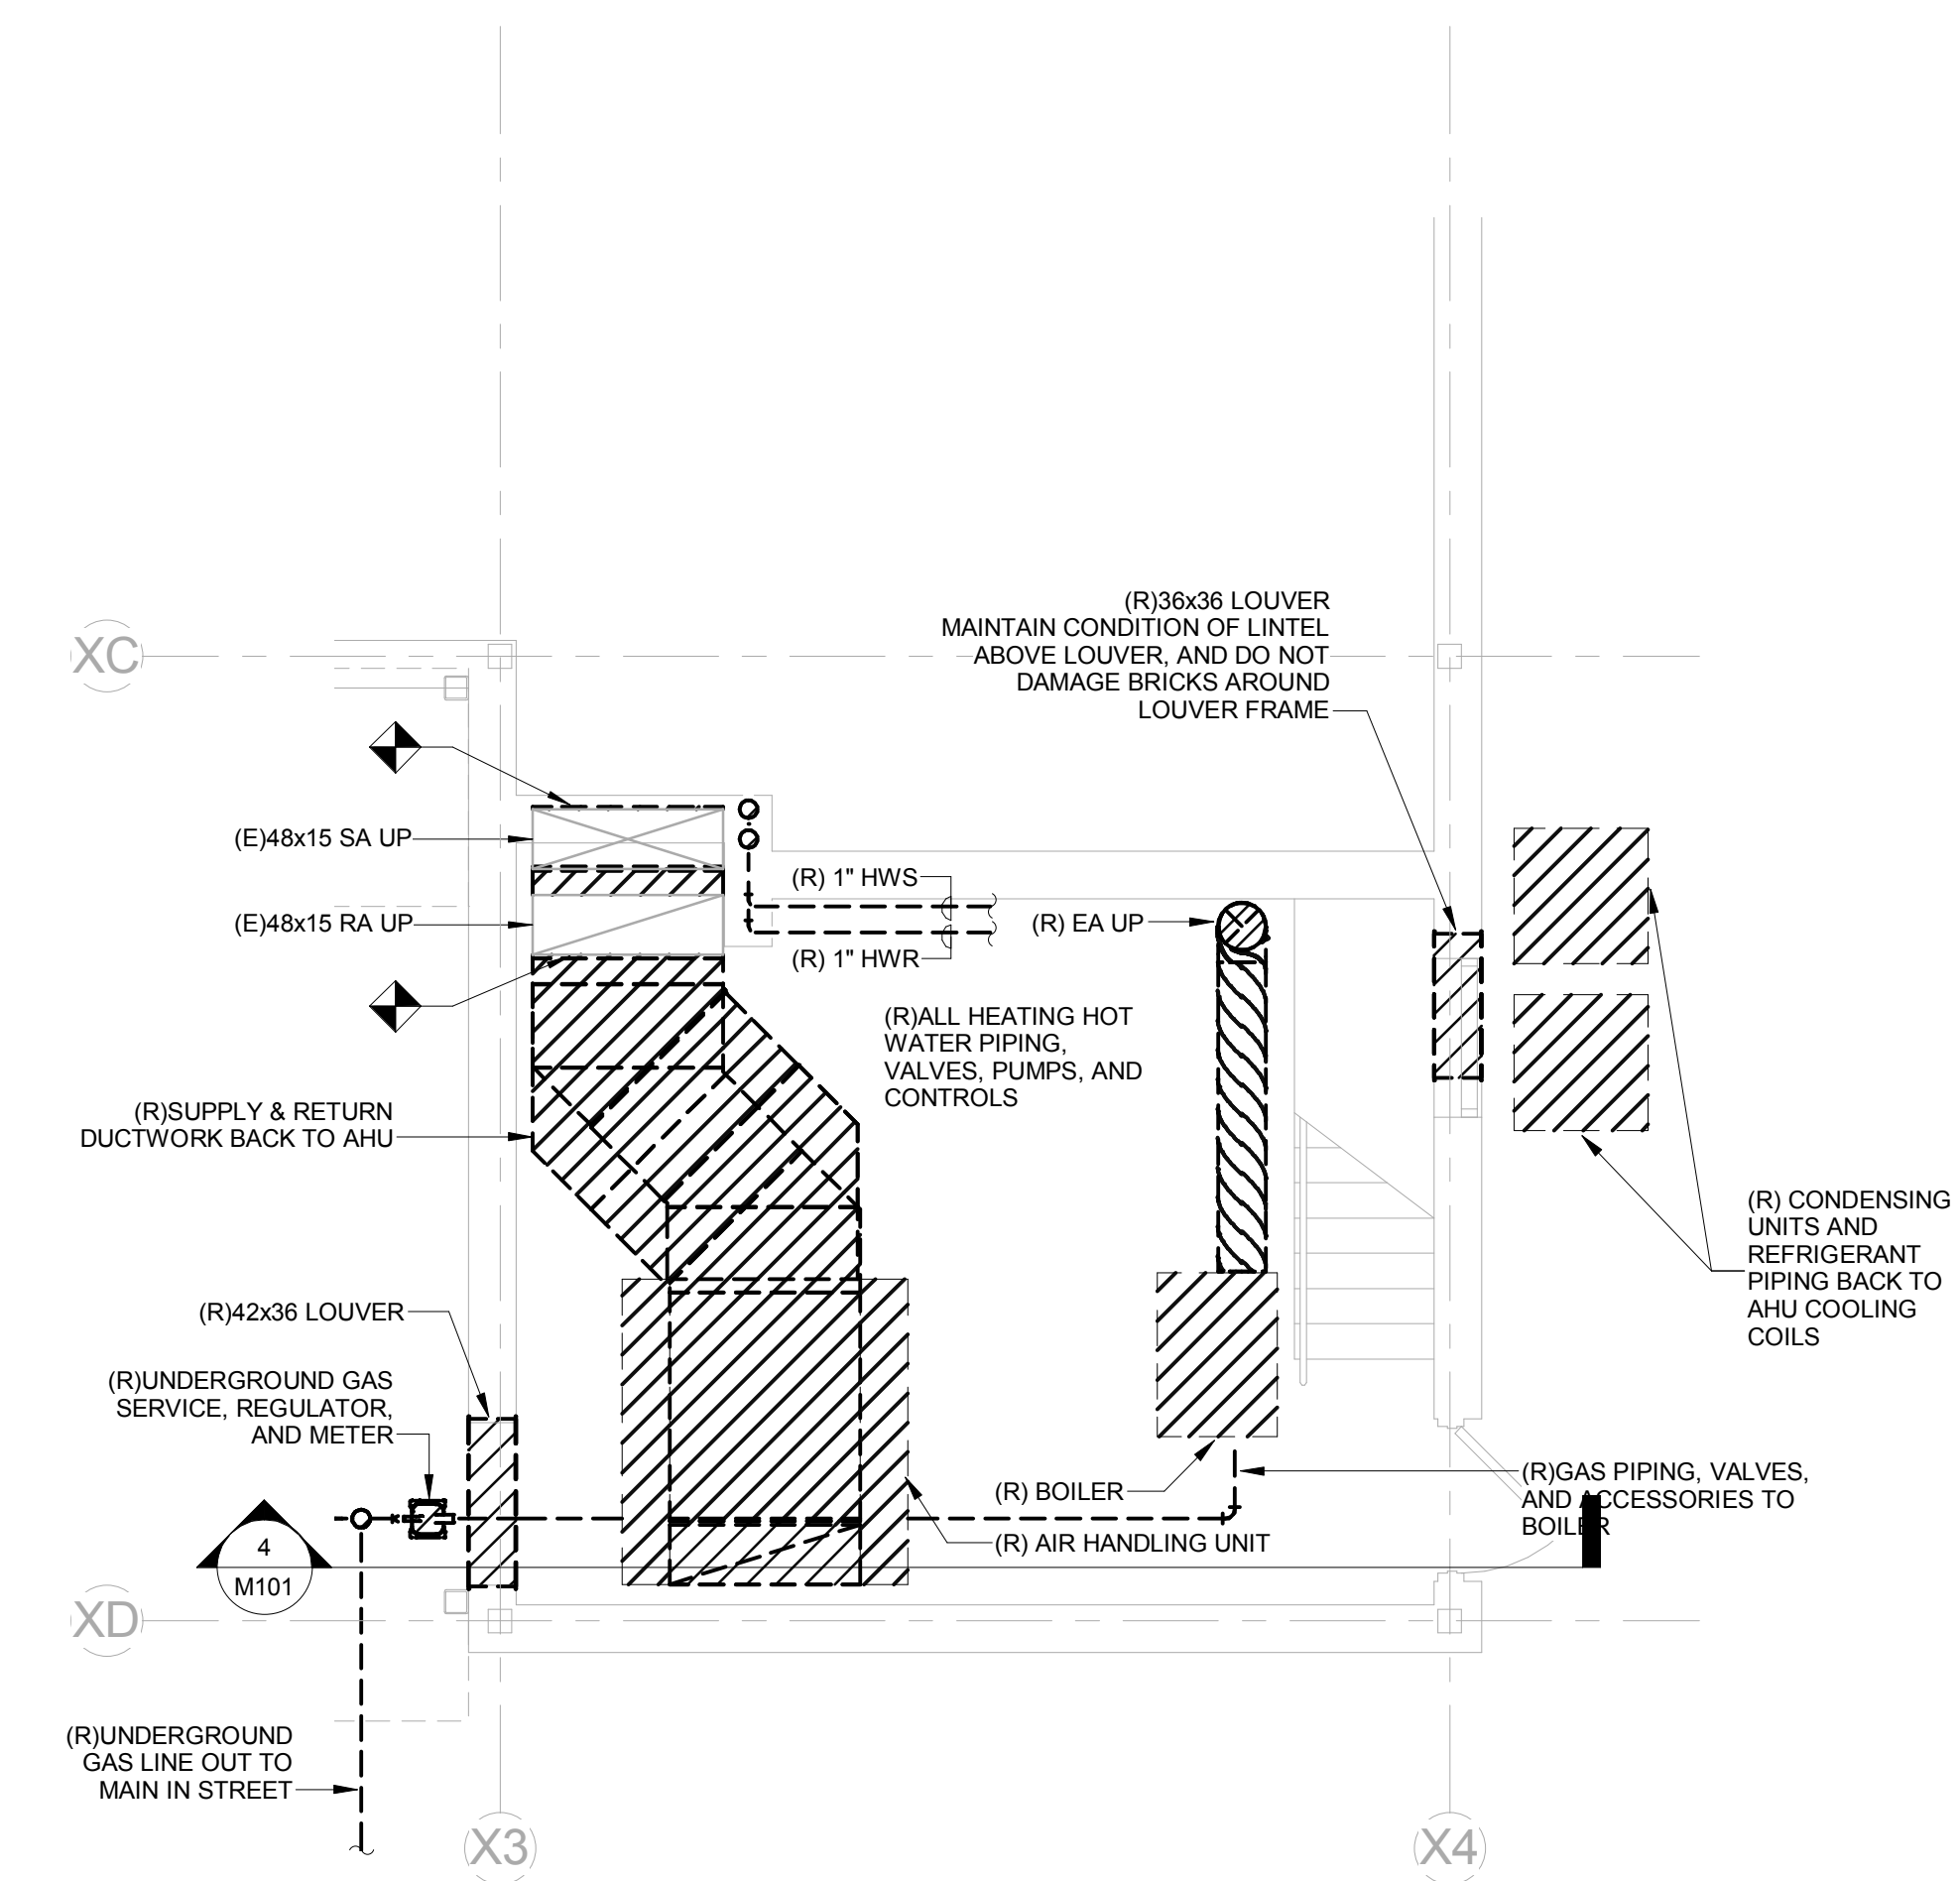 (R)36x36 LOUVER
MAINTAIN CONDITION OF LINTEL
ABOVE LOUVER, AND DO NOT
DAMAGE BRICKS AROUND
LOUVER FRAME
XC
(E)48x15 SA UP
(R) 1" HWS
(E)48x15 RA UP
(R) EA UP
(R) 1" HWR
(R)ALL HEATING HOT
WATER PIPING,
VALVES, PUMPS, AND
CONTROLS
(R)SUPPLY & RETURN
DUCTWORK BACK TO AHU
(R) CONDENSING
UNITS AND
REFRIGERANT
PIPING BACK TO
AHU COOLING
COILS
(R)42x36 LOUVER
(R)UNDERGROUND GAS
SERVICE, REGULATOR,
AND METER
(R) BOILER
(R)GAS PIPING, VALVES,
AND ACCESSORIES TO
BOILER
(R) AIR HANDLING UNIT
4
M101
XD
(R)UNDERGROUND
GAS LINE OUT TO
MAIN IN STREET
X3
X4